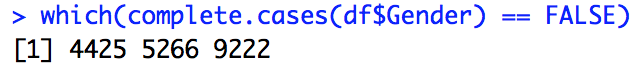 > which(complete.cases(df$Gender) == FALSE)
[1] 4425 5266 9222